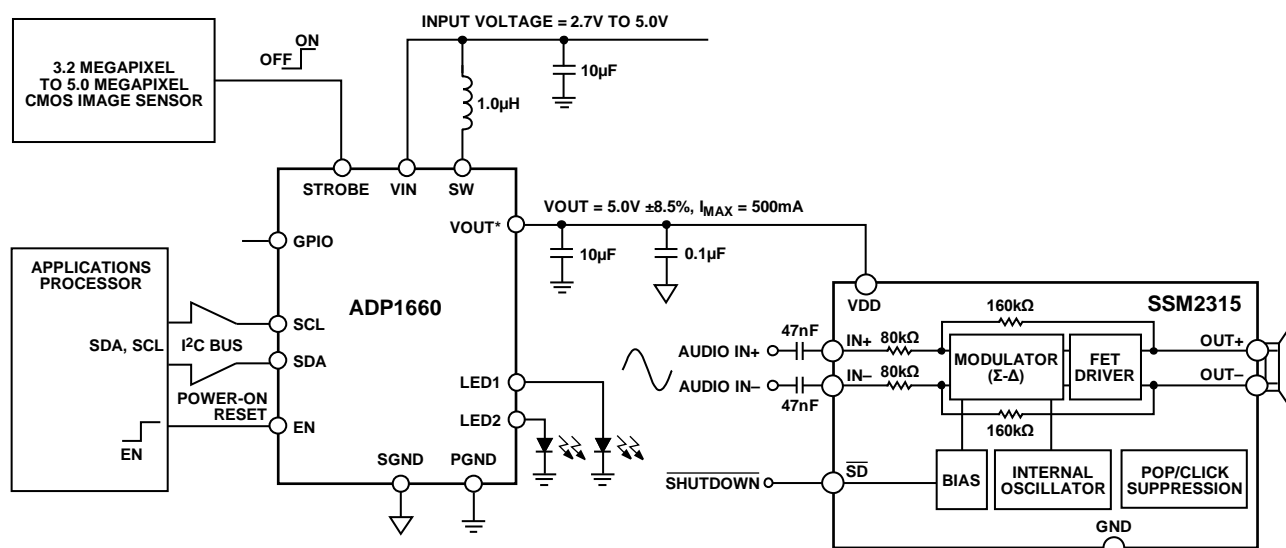 INPUT VOLTAGE = 2.7V TO 5.0V
ON
OFF
3.2 MEGAPIXEL
TO 5.0 MEGAPIXEL
CMOS IMAGE SENSOR
10µF
1.0µH
STROBE
VIN
SW
VOUT = 5.0V ±8.5%, IMAX = 500mA
VOUT*
GPIO
10µF
0.1µF
APPLICATIONS
PROCESSOR
ADP1660
VDD
SSM2315
SCL
SDA, SCL
I2C BUS
SDA
160kΩ
47nF
AUDIO IN+
IN+
80kΩ
MODULATOR
(Σ-Δ)
FET
DRIVER
OUT+
AUDIO IN–
IN–
80kΩ
OUT–
47nF
LED1
POWER-ON
RESET
LED2
160kΩ
EN
EN
SGND
PGND
SHUTDOWN
SD
BIAS
INTERNAL
OSCILLATOR
POP/CLICK
SUPPRESSION
GND